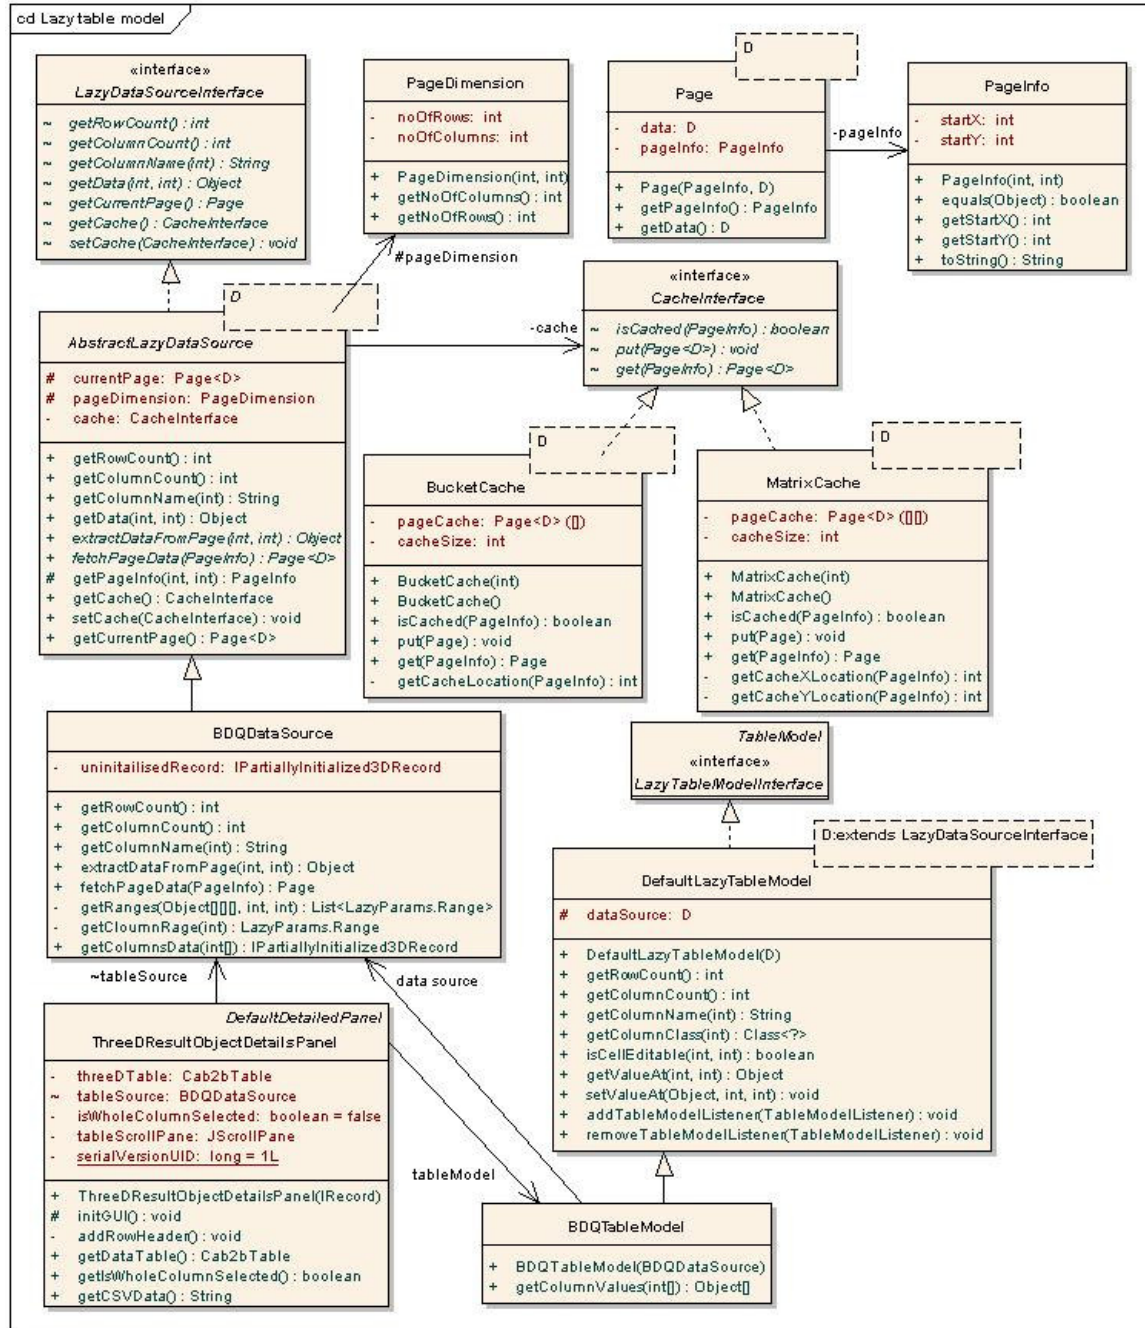 cd Lazy table model
«interface»
LazyDataSourceInterface
~ getRowCount() : int
~ getColumnCount() : int
~ getColumnName(int) : String
~ getData(int, int) : Object
~ getCurrentPage() : Page
~ getCache() : CacheInterface
~ setCache(CacheInterface) : void
PageDimension
- noOfRows: int
- noOfColumns: int
+ PageDimension(int, int)
+ getNoOfColumns() : int
+ getNoOfRows() : int
D
Page
- data: D
- pageInfo: PageInfo
+ Page(PageInfo, D)
+ getPageInfo() : PageInfo
+ getData() : D
-pageInfo
PageInfo
- startX: int
- startY: int
+ PageInfo(int, int)
+ equals(Object) : boolean
+ getStartX() : int
+ getStartY() : int
+ toString() : String
#pageDimension
«interface»
CacheInterface
~ isCached(PageInfo) : boolean
~ put(Page<D>) : void
~ get(PageInfo) : Page<D>
-cache
D
AbstractLazyDataSource
# currentPage: Page<D>
# pageDimension: PageDimension
- cache: CacheInterface
+ getRowCount() : int
+ getColumnCount() : int
+ getColumnName(int) : String
+ getData(int, int) : Object
+ extractDataFromPage(int, int) : Object
+ fetchPageData(PageInfo) : Page<D>
# getPageInfo(int, int) : PageInfo
+ getCache() : CacheInterface
+ setCache(CacheInterface) : void
+ getCurrentPage() : Page<D>
D
BucketCache
- pageCache: Page<D> ([])
- cacheSize: int
+ BucketCache(int)
+ BucketCache()
+ isCached(PageInfo) : boolean
+ put(Page) : void
+ get(PageInfo) : Page
- getCacheLocation(PageInfo) : int
D
MatrixCache
- pageCache: Page<D> ([][])
- cacheSize: int
+ MatrixCache(int)
+ MatrixCache()
+ isCached(PageInfo) : boolean
+ put(Page) : void
+ get(PageInfo) : Page
- getCacheXLocation(PageInfo) : int
- getCacheYLocation(PageInfo) : int
BDQDataSource
- uninitailisedRecord: IPartiallyInitialized3DRecord
+ getRowCount() : int
+ getColumnCount() : int
+ getColumnName(int) : String
+ extractDataFromPage(int, int) : Object
+ fetchPageData(PageInfo) : Page
- getRanges(Object[][][], int, int) : List<LazyParams.Range>
- getCloumnRage(int) : LazyParams.Range
+ getColumnsData(int[]) : IPartiallyInitialized3DRecord
TableModel
«interface»
LazyTableModelInterface
D:extends LazyDataSourceInterface
DefaultLazyTableModel
# dataSource: D
+ DefaultLazyTableModel(D)
+ getRowCount() : int
+ getColumnCount() : int
+ getColumnName(int) : String
+ getColumnClass(int) : Class<?>
+ isCellEditable(int, int) : boolean
+ getValueAt(int, int) : Object
+ setValueAt(Object, int, int) : void
+ addTableModelListener(TableModelListener) : void
+ removeTableModelListener(TableModelListener) : void
~tableSource
data source
DefaultDetailedPanel
ThreeDResultObjectDetailsPanel
- threeDTable: Cab2bTable
~ tableSource: BDQDataSource
- isWholeColumnSelected: boolean = false
- tableScrollPane: JScrollPane
- serialVersionUID: long = 1L
+ ThreeDResultObjectDetailsPanel(IRecord)
# initGUI() : void
- addRowHeader() : void
+ getDataTable() : Cab2bTable
+ getIsWholeColumnSelected() : boolean
+ getCSVData() : String
tableModel
BDQTableModel
+ BDQTableModel(BDQDataSource)
+ getColumnValues(int[]) : Object[]